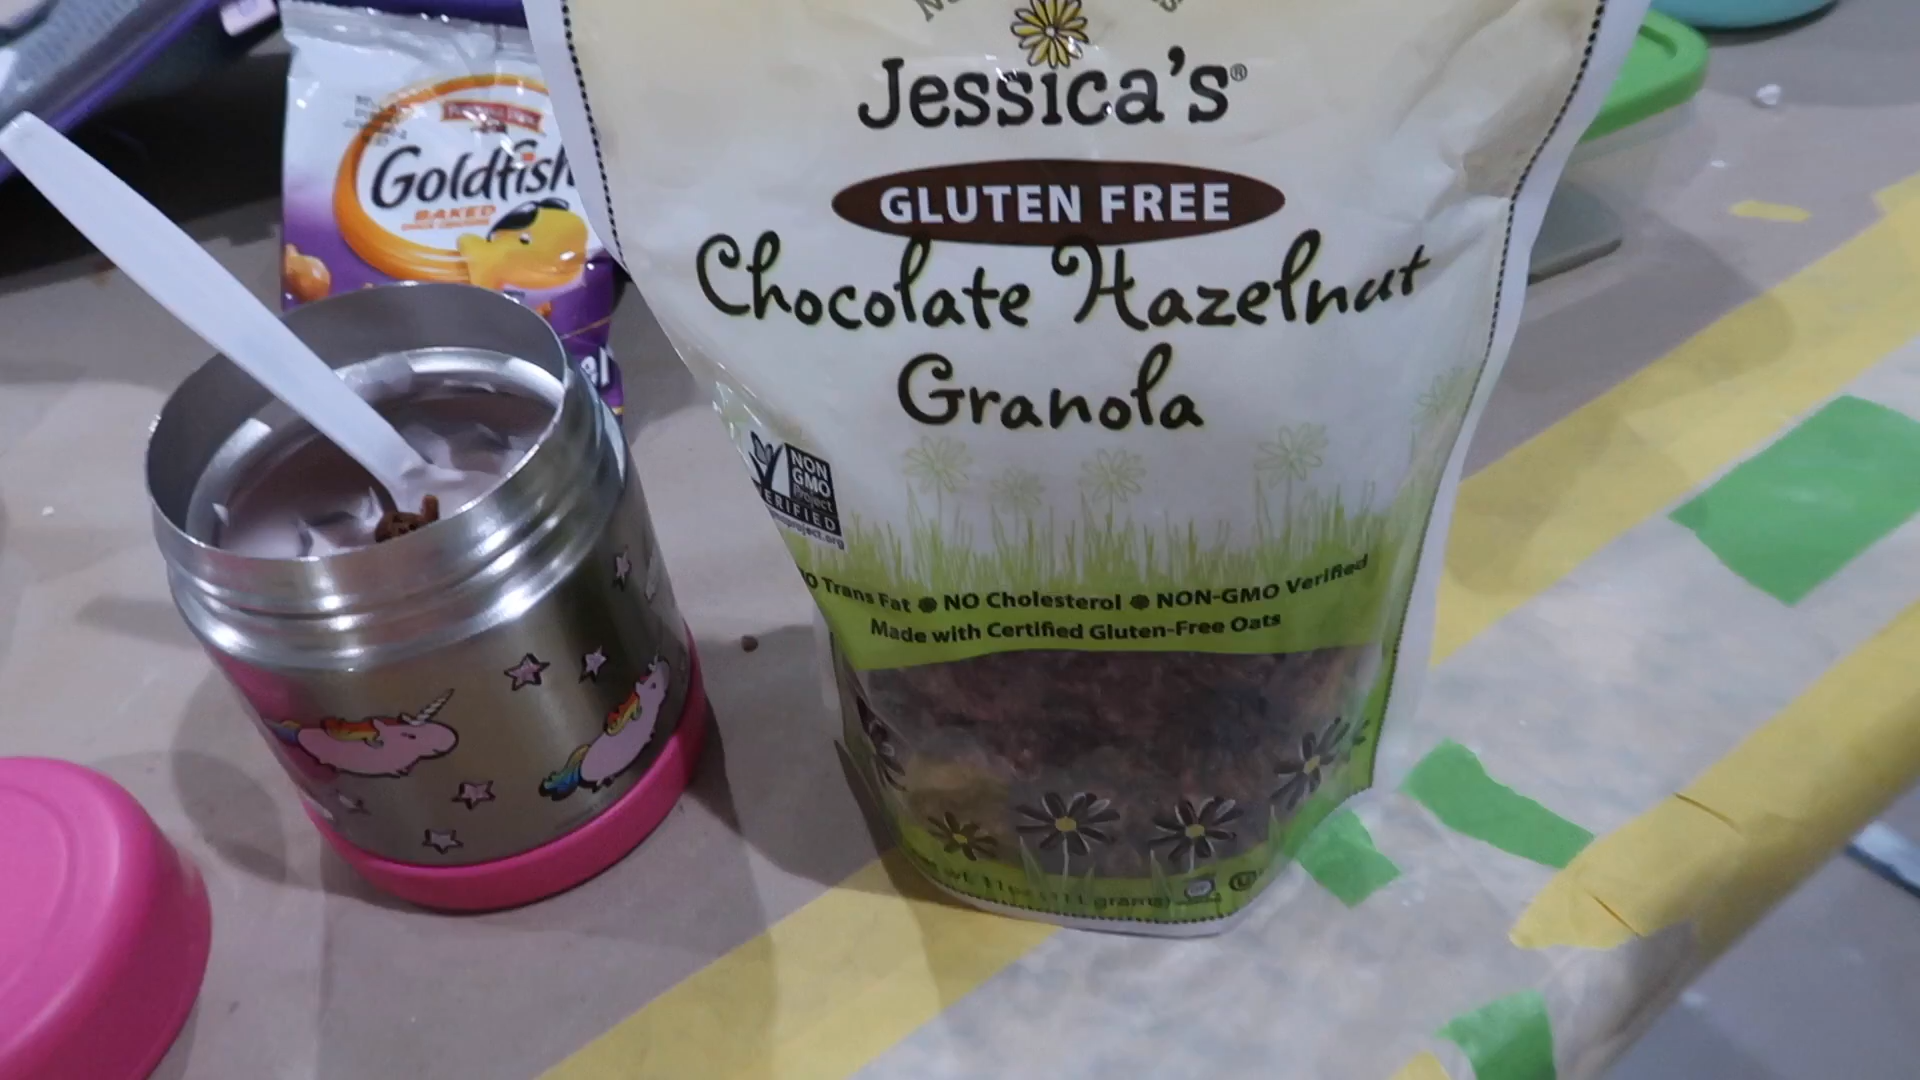 Jessica's®
GLUTEN FREE
Chocolate Hazelnut
Granola
NON
GMO
Project
VERIFIED
Trans Fat ● NO Cholesterol ● NON-GMO Verified
Made with Certified Gluten-Free Oats
Goldfish
BAKED